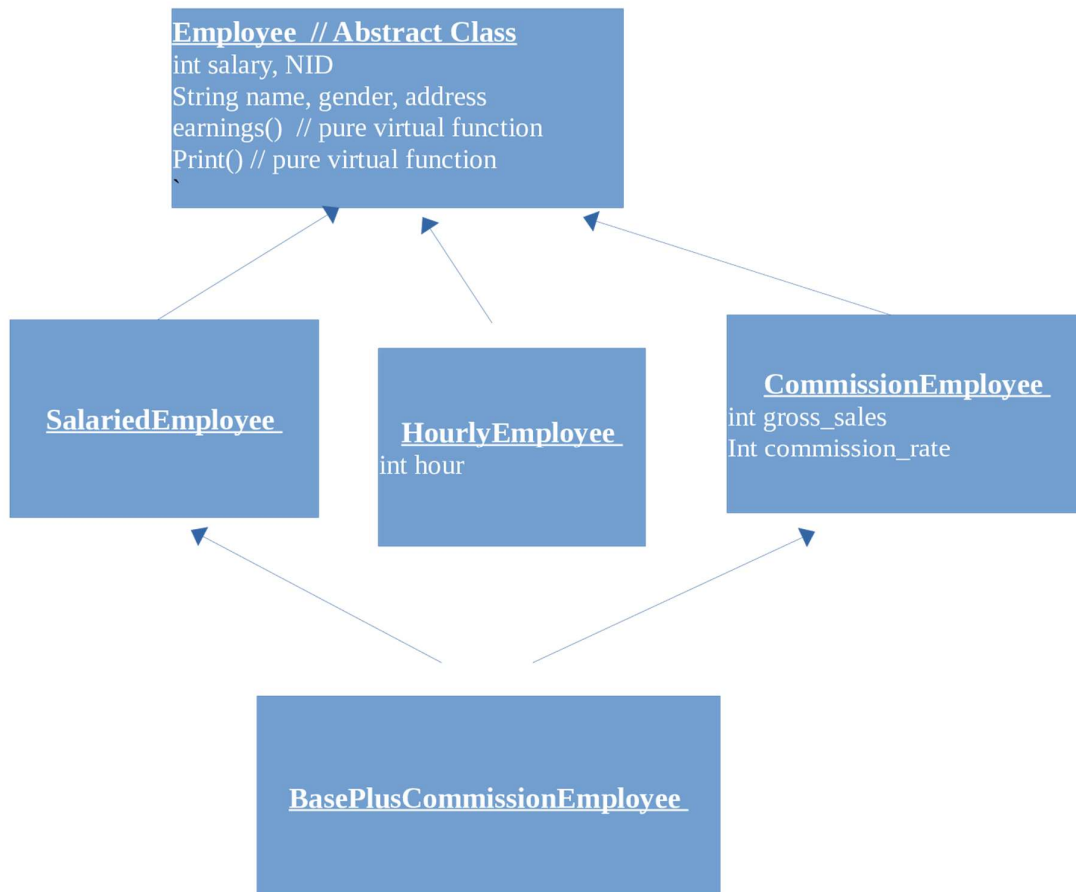 Employee  // Abstract Class
int salary, NID
String name, gender, address
earnings()  // pure virtual function
Print() // pure virtual function
`
SalariedEmployee
HourlyEmployee
int hour
CommissionEmployee
int gross_sales
Int commission_rate
BasePlusCommissionEmployee